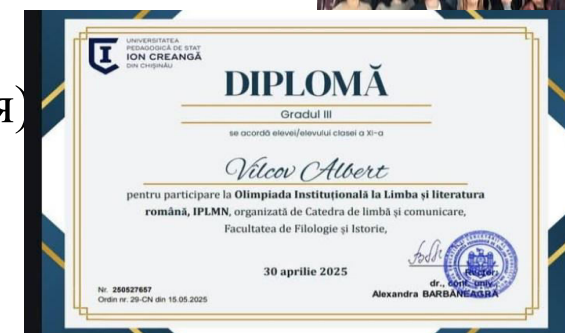 я)
UNIVERSITATEA
PEDAGOGICĂ DE STAT
ION CREANGĂ
DIN CHIȘINĂU
DIPLOMĂ
Gradul III
se acordă elevei/elevului clasei a XI-a
Vilcov Albert
pentru participare la Olimpiada Instituțională la Limba și literatura
română, IPLMN, organizată de Catedra de limbă și comunicare,
Facultatea de Filologie și Istorie,
30 aprilie 2025
Rector,
dr., conf. univ.
Alexandra BARBĂNEAGRĂ
Nr. 250527657
Ordin nr. 29-CN din 15.05.2025